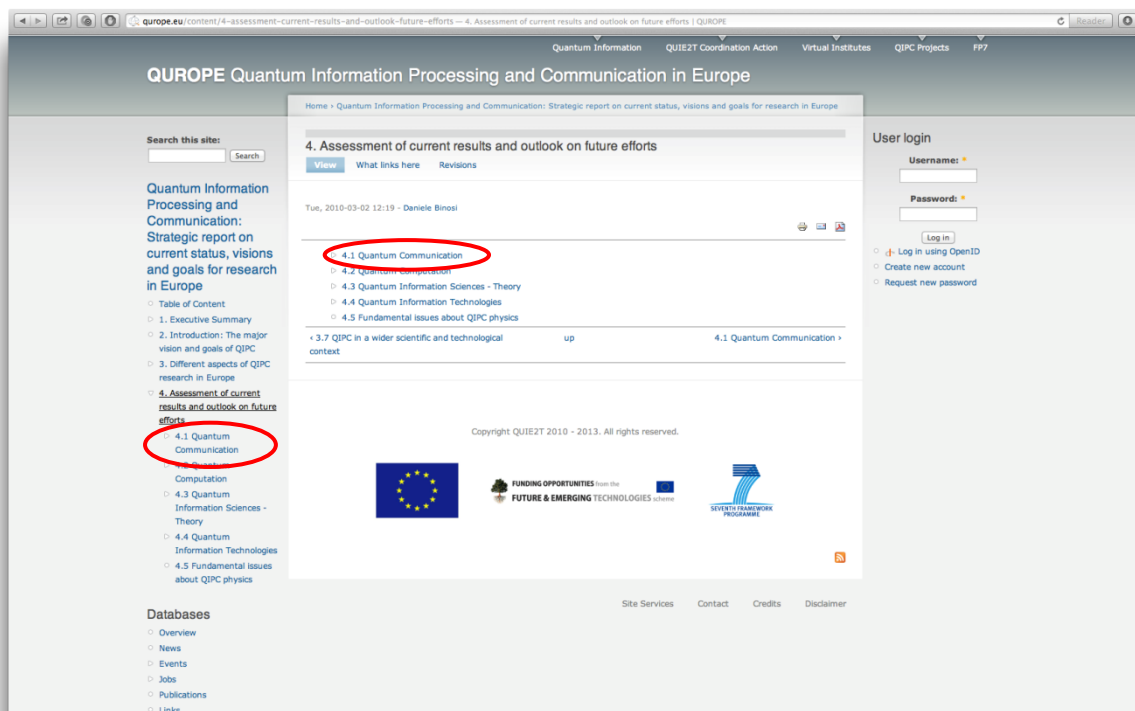 qurope.eu/content/4-assessment-current-results-and-outlook-future-efforts — 4. Assessment of current results and outlook on future efforts | QUROPE
Reader
Quantum Information
QUIE2T Coordination Action
Virtual Institutes
QIPC Projects
FP7
QUROPE Quantum Information Processing and Communication in Europe
Home › Quantum Information Processing and Communication: Strategic report on current status, visions and goals for research in Europe
Search this site:
Search
Quantum Information
Processing and
Communication:
Strategic report on
current status, visions
and goals for research
in Europe
Table of Content
1. Executive Summary
2. Introduction: The major
vision and goals of QIPC
3. Different aspects of QIPC
research in Europe
4. Assessment of current
results and outlook on future
efforts
4.1 Quantum
Communication
4.2 Quantum
Computation
4.3 Quantum
Information Sciences -
Theory
4.4 Quantum
Information Technologies
4.5 Fundamental issues
about QIPC physics
Databases
Overview
News
Events
Jobs
Publications
Links
4. Assessment of current results and outlook on future efforts
View
What links here
Revisions
Tue, 2010-03-02 12:19 - Daniele Binosi
4.1 Quantum Communication
4.2 Quantum Computation
4.3 Quantum Information Sciences - Theory
4.4 Quantum Information Technologies
4.5 Fundamental issues about QIPC physics
‹ 3.7 QIPC in a wider scientific and technological
context
up
4.1 Quantum Communication ›
Copyright QUIE2T 2010 - 2013. All rights reserved.
FUNDING OPPORTUNITIES from the
FUTURE & EMERGING TECHNOLOGIES scheme
7
SEVENTH FRAMEWORK
PROGRAMME
User login
Username: *
Password: *
Log in
Log in using OpenID
Create new account
Request new password
Site Services
Contact
Credits
Disclaimer